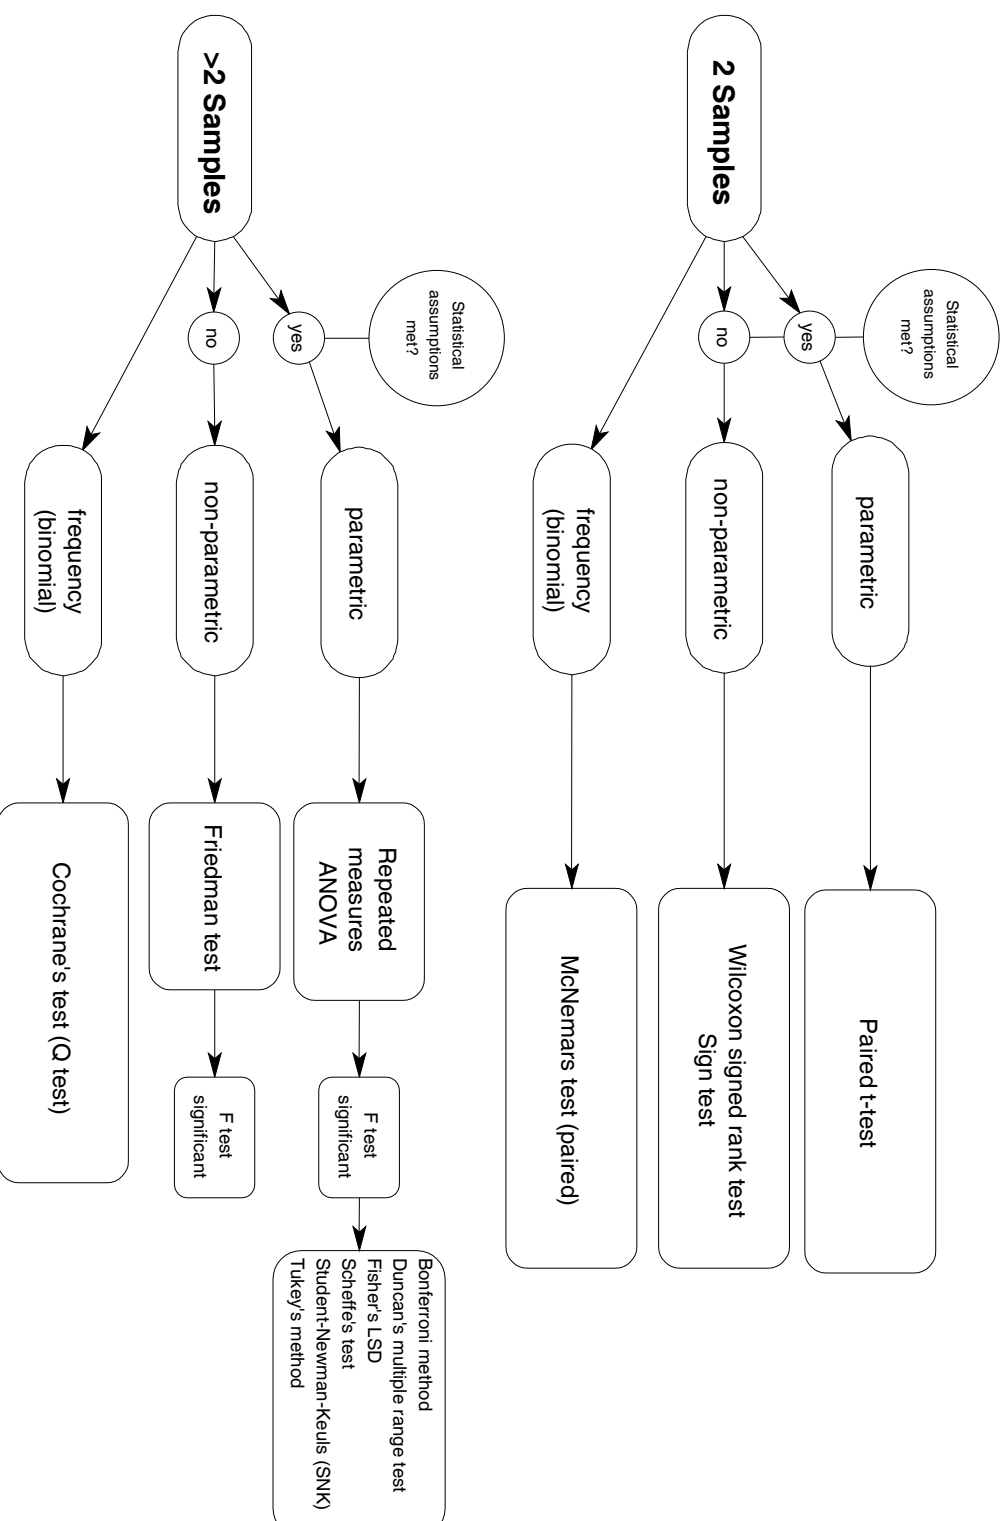 2 Samples
Statistical
assumptions
met?
yes
no
parametric
non-parametric
frequency
(binomial)
Paired t-test
Wilcoxon signed rank test
Sign test
McNemars test (paired)
>2 Samples
Statistical
assumptions
met?
yes
no
parametric
non-parametric
frequency
(binomial)
Repeated
measures
ANOVA
F test
significant
Bonferroni method
Duncan's multiple range test
Fisher's LSD
Scheffe's test
Student-Newman-Keuls (SNK)
Tukey's method
Friedman test
F test
significant
Cochrane's test (Q test)